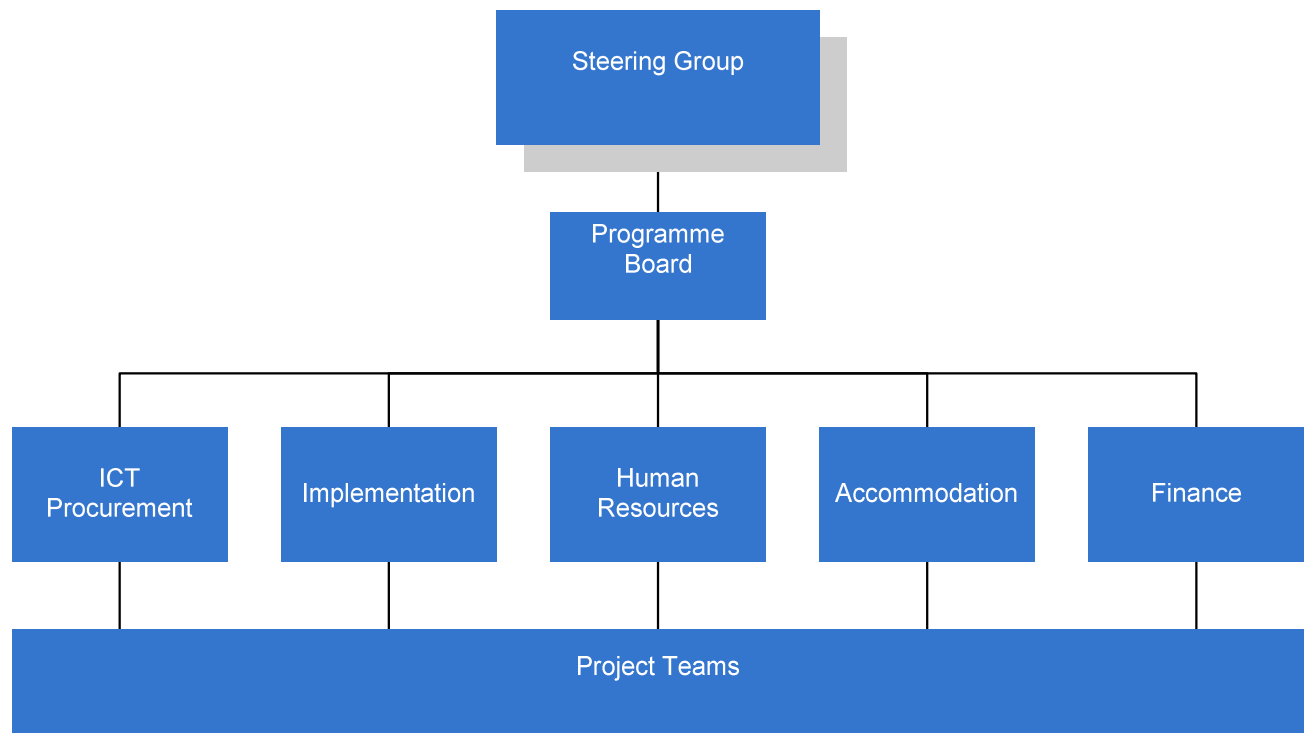 Steering Group
Programme
Board
ICT
Procurement
Implementation
Human
Resources
Accommodation
Finance
Project Teams